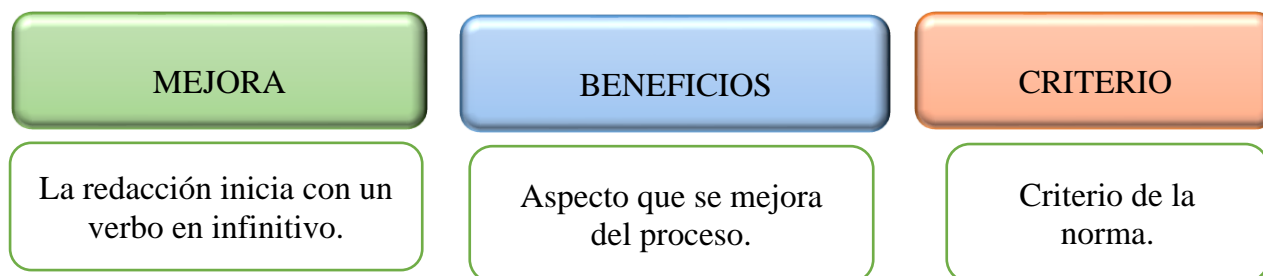 MEJORA
BENEFICIOS
CRITERIO
La redacción inicia con un
verbo en infinitivo.
Aspecto que se mejora
del proceso.
Criterio de la
norma.